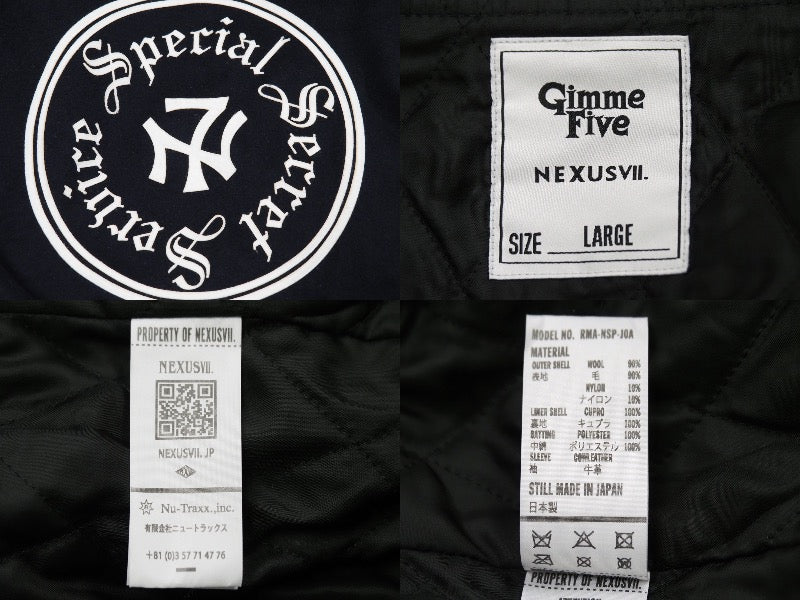 Special Secret Service
Gimme
Five
NEXUSVII.
SIZE LARGE
PROPERTY OF NEXUSVII.
NEXUSVII.
NEXUSVII.JP
Nu-Traxx.,inc.
有限会社ニュートラックス
+81 (0)3 5771 4776
MODEL NO. RMA-NSP-J0A
MATERIAL
OUTER SHELL WOOL 90%
表地 毛 90%
NYLON 10%
ナイロン 10%
LINER SHELL CUPRO 100%
裏地 キュプラ 100%
BATTING POLYESTER 100%
中綿 ポリエステル 100%
SLEEVE COWLEATHER
袖 牛革
STILL MADE IN JAPAN
日本製
PROPERTY OF NEXUSVII.